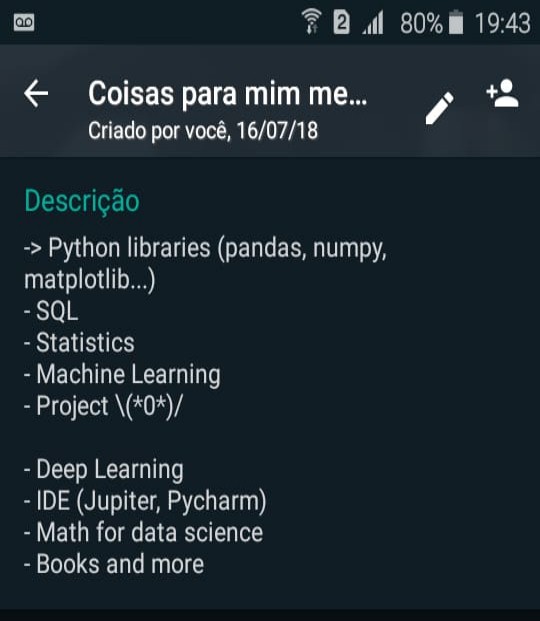 2 80% 19:43
Coisas para mim me...
Criado por você, 16/07/18
Descrição
-> Python libraries (pandas, numpy,
matplotlib...)
- SQL
- Statistics
- Machine Learning
- Project \(*0*)/
- Deep Learning
- IDE (Jupiter, Pycharm)
- Math for data science
- Books and more